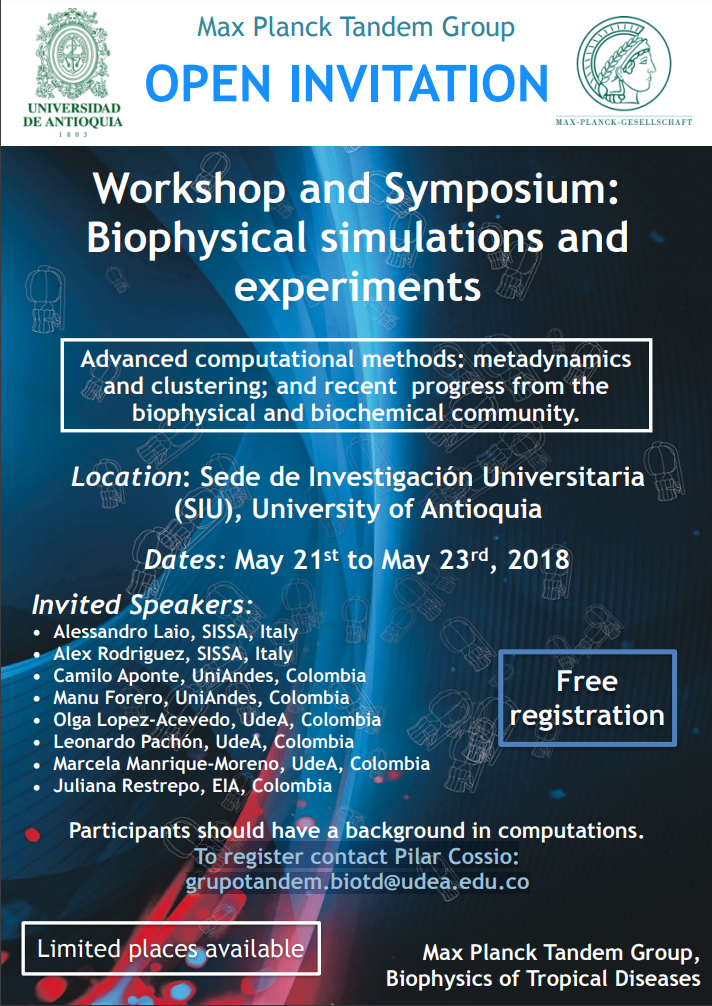 Max Planck Tandem Group
OPEN INVITATION
UNIVERSIDAD
DE ANTIOQUIA
1803
MAX-PLANCK-GESELLSCHAFT
Workshop and Symposium:
Biophysical simulations and
experiments
Advanced computational methods: metadynamics
and clustering; and recent progress from the
biophysical and biochemical community.
Location: Sede de Investigación Universitaria
(SIU), University of Antioquia
Dates: May 21st to May 23rd, 2018
Invited Speakers:
• Alessandro Laio, SISSA, Italy
• Alex Rodriguez, SISSA, Italy
• Camilo Aponte, UniAndes, Colombia
• Manu Forero, UniAndes, Colombia
• Olga Lopez-Acevedo, UdeA, Colombia
• Leonardo Pachón, UdeA, Colombia
• Marcela Manrique-Moreno, UdeA, Colombia
• Juliana Restrepo, EIA, Colombia
Free
registration
Participants should have a background in computations.
To register contact Pilar Cossio:
grupotandem.biotd@udea.edu.co
Limited places available
Max Planck Tandem Group,
Biophysics of Tropical Diseases